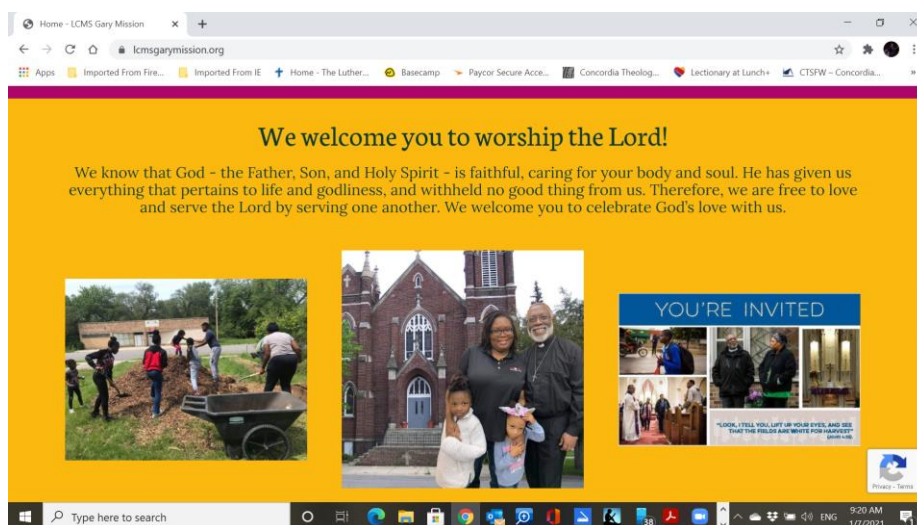 Home - LCMS Gary Mission
lcmsgarymission.org
Apps Imported From Fire... Imported From IE Home - The Luther... Basecamp Paycor Secure Acce... Concordia Theolog... Lectionary at Lunch+ CTSFW – Concordia... »
We welcome you to worship the Lord!
We know that God - the Father, Son, and Holy Spirit - is faithful, caring for your body and soul. He has given us
everything that pertains to life and godliness, and withheld no good thing from us. Therefore, we are free to love
and serve the Lord by serving one another. We welcome you to celebrate God's love with us.
YOU'RE INVITED
"LOOK, I TELL YOU, LIFT UP YOUR EYES, AND SEE
THAT THE FIELDS ARE WHITE FOR HARVEST"
Privacy - Terms
Type here to search
38
ENG
9:20 AM
1/7/2021